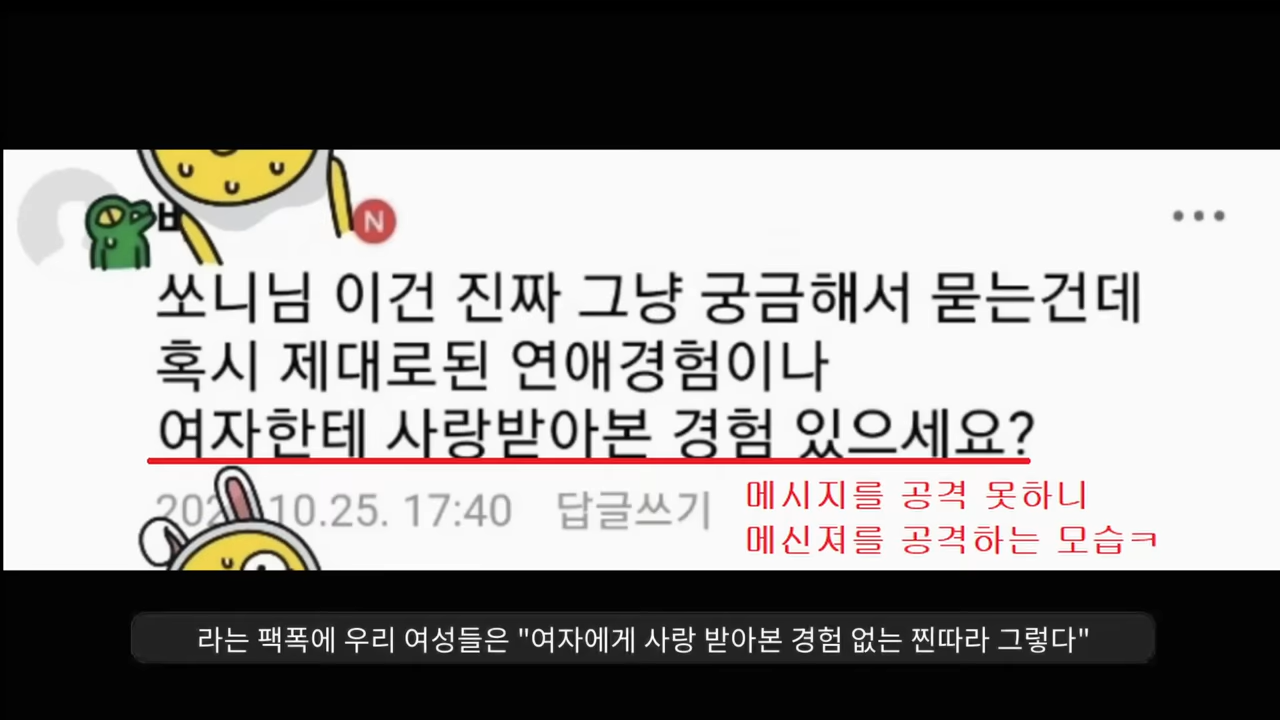 ㅂ
N
쏘니님 이건 진짜 그냥 궁금해서 묻는건데
혹시 제대로된 연애경험이나
여자한테 사랑받아본 경험 있으세요?
10.25. 17:40 답글쓰기
메시지를 공격 못하니
메신져를 공격하는 모습ㅋ
라는 팩폭에 우리 여성들은 "여자에게 사랑 받아본 경험 없는 찐따라 그렇다"